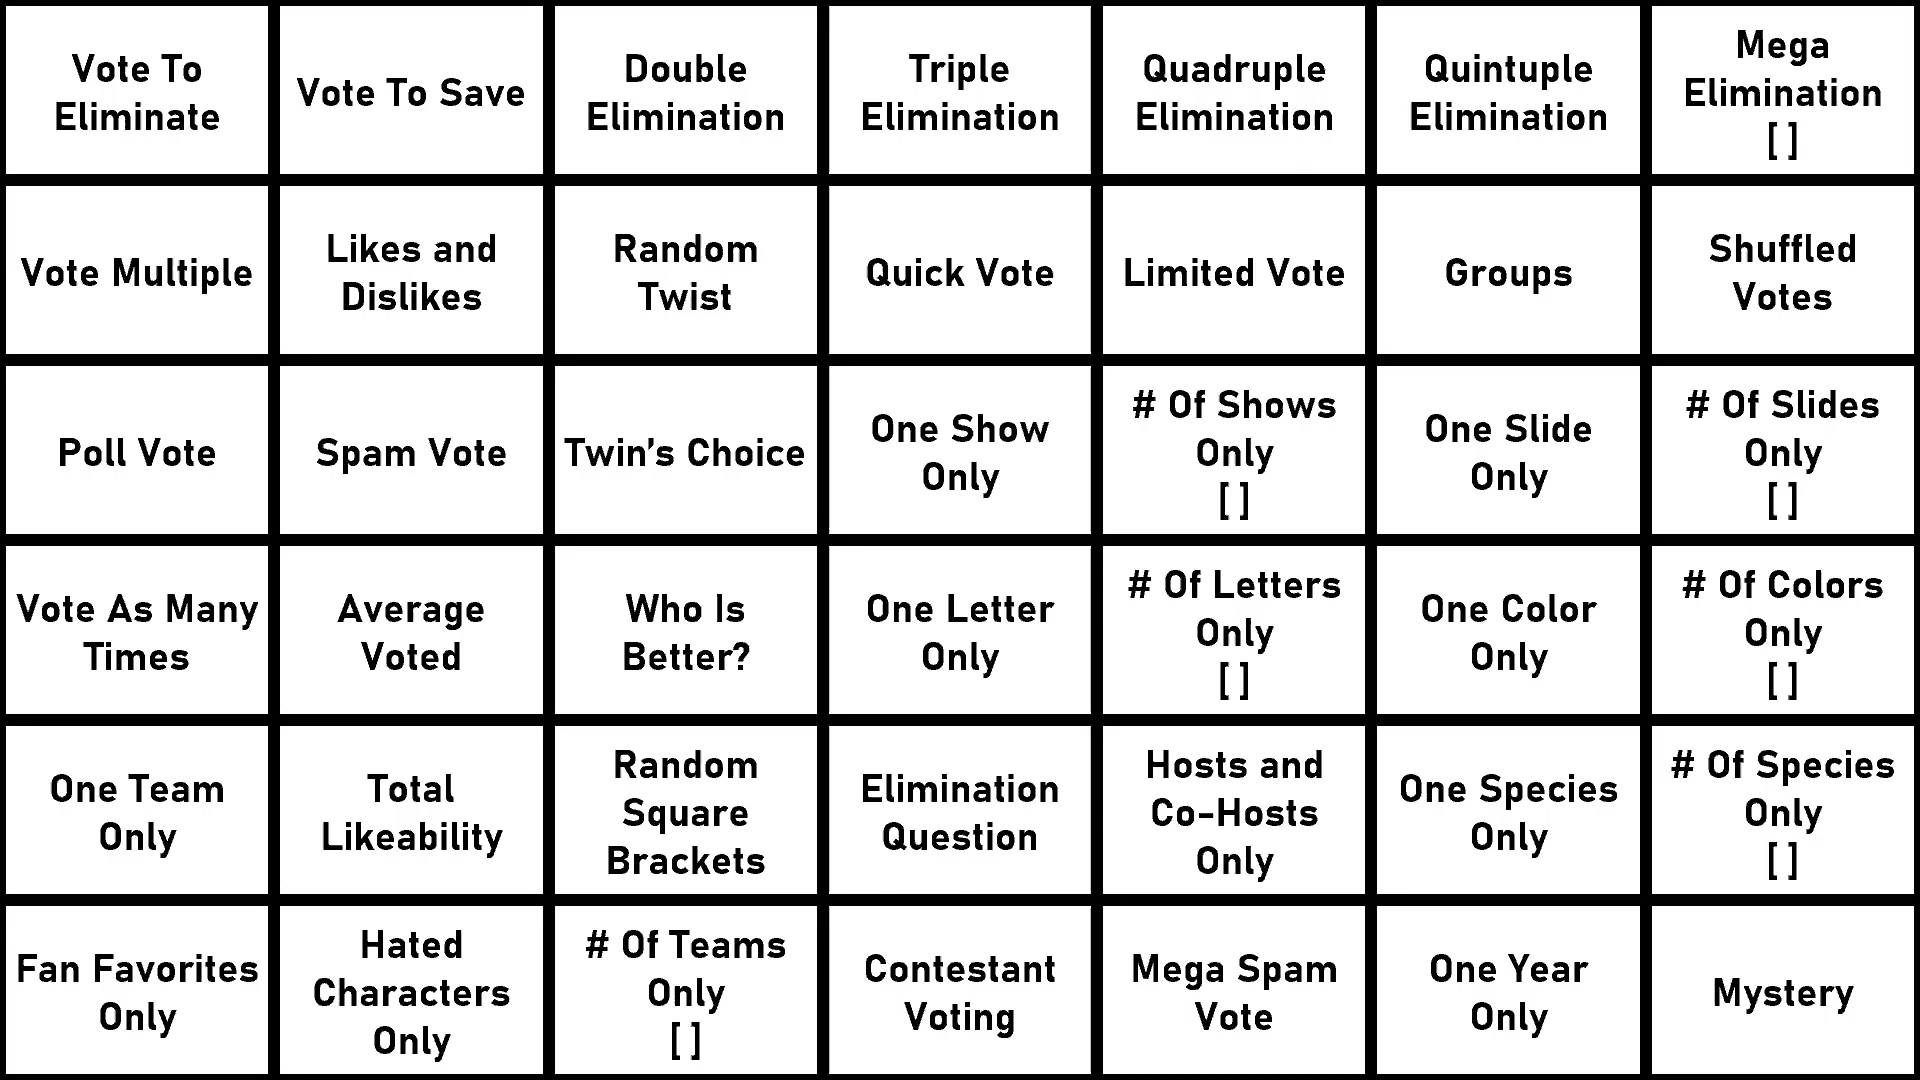 Vote To
Eliminate
Vote To Save
Double
Elimination
Triple
Elimination
Quadruple
Elimination
Quintuple
Elimination
Mega
Elimination
[ ]
Vote Multiple
Likes and
Dislikes
Random
Twist
Quick Vote
Limited Vote
Groups
Shuffled
Votes
Poll Vote
Spam Vote
Twin's Choice
One Show
Only
# Of Shows
Only
[ ]
One Slide
Only
# Of Slides
Only
[ ]
Vote As Many
Times
Average
Voted
Who Is
Better?
One Letter
Only
# Of Letters
Only
[ ]
One Color
Only
# Of Colors
Only
[ ]
One Team
Only
Total
Likeability
Random
Square
Brackets
Elimination
Question
Hosts and
Co-Hosts
Only
One Species
Only
# Of Species
Only
[ ]
Fan Favorites
Only
Hated
Characters
Only
# Of Teams
Only
[ ]
Contestant
Voting
Mega Spam
Vote
One Year
Only
Mystery